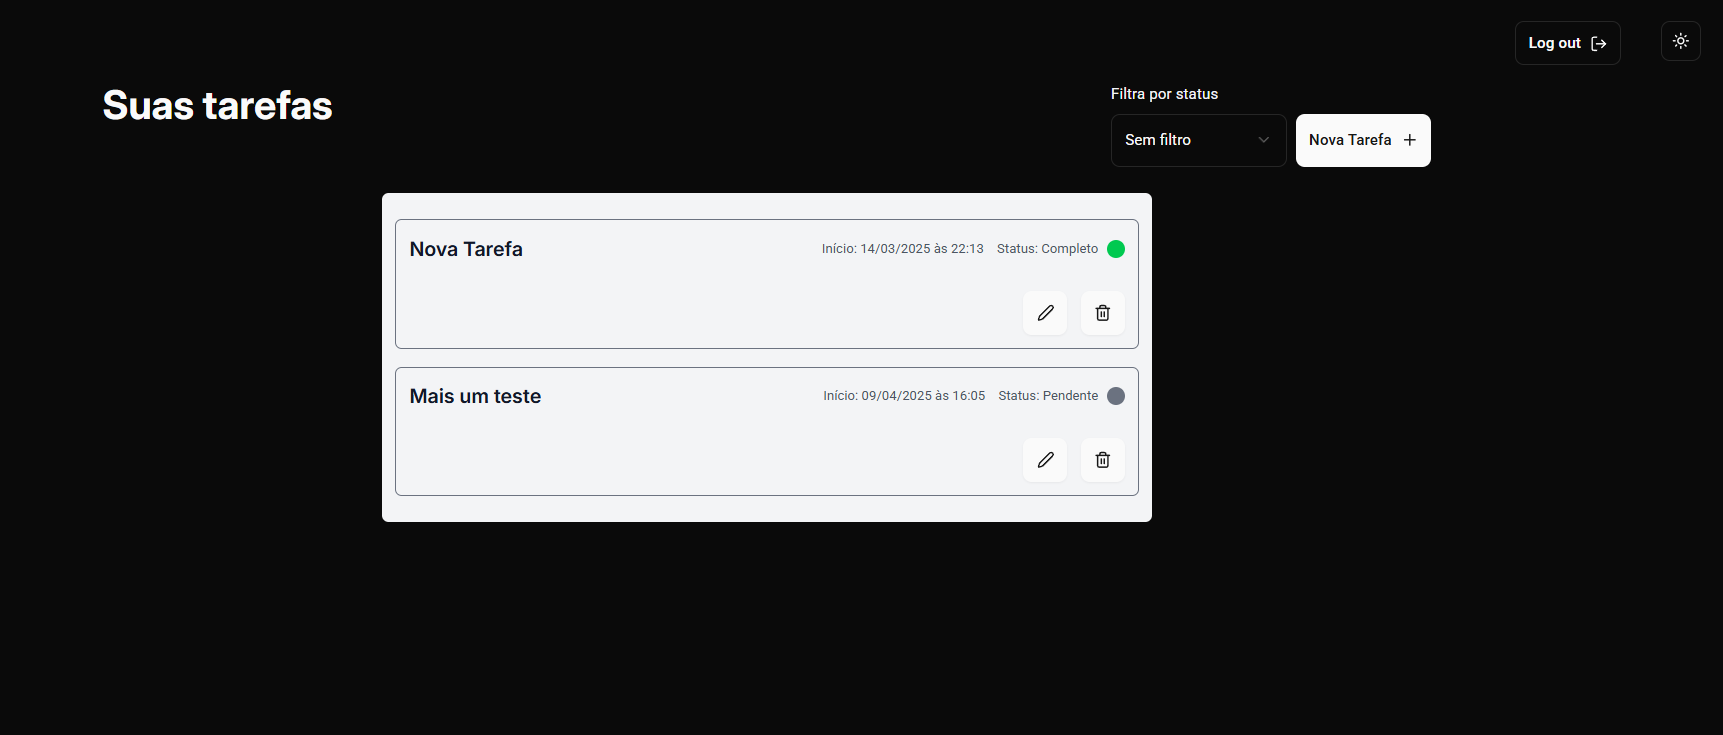 Log out
Suas tarefas
Filtra por status
Sem filtro
Nova Tarefa
Nova Tarefa
Início: 14/03/2025 às 22:13
Status: Completo
Mais um teste
Início: 09/04/2025 às 16:05
Status: Pendente